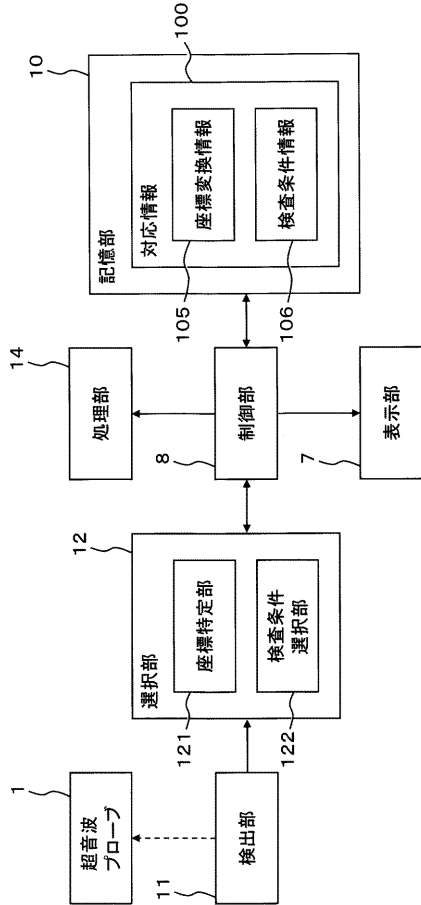 1
超音波
プローブ
11
検出部
12
選択部
121
座標特定部
122
検査条件
選択部
14
処理部
8
制御部
7
表示部
10
記憶部
100
対応情報
105
座標変換情報
106
検査条件情報